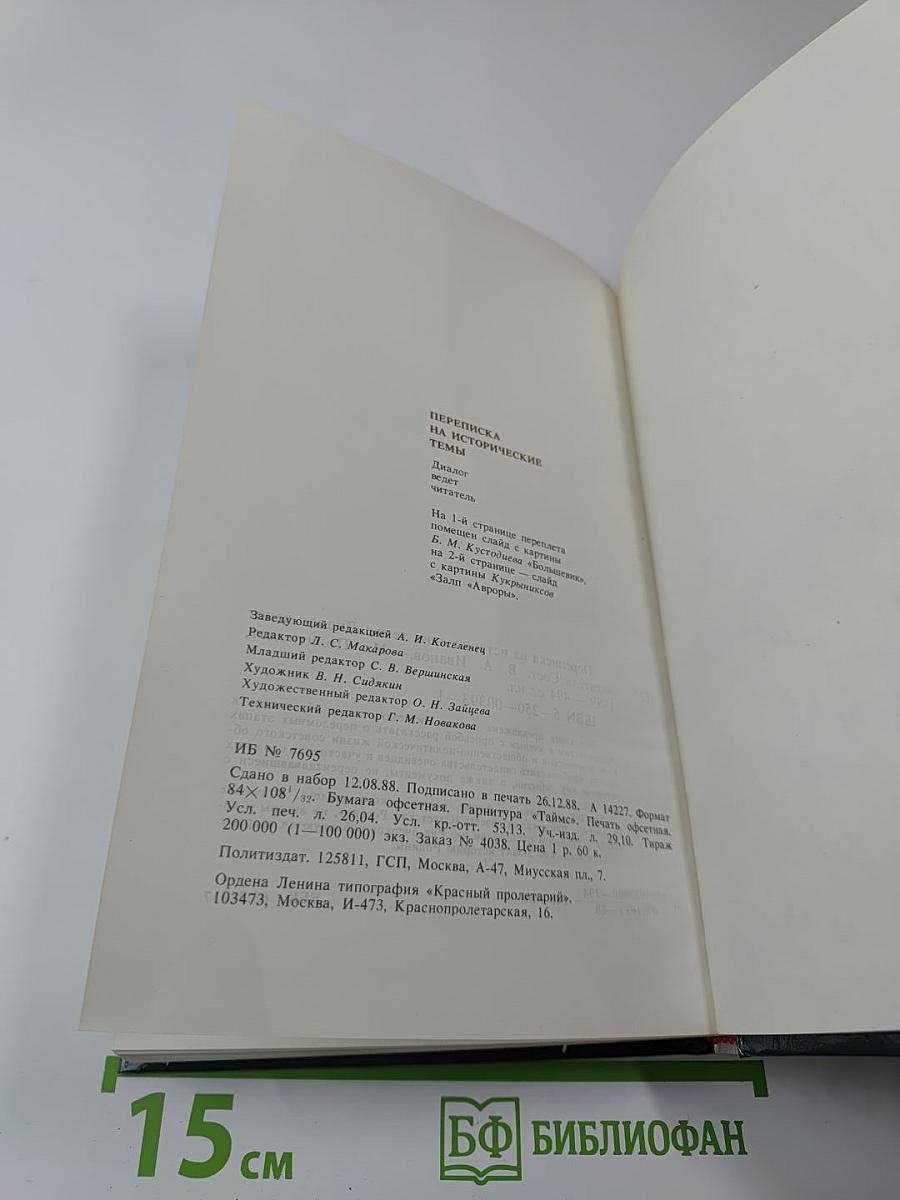 ПЕРЕПИСКА
НА ИСТОРИЧЕСКИЕ
ТЕМЫ
Диалог
ведет
читатель
На 1-й странице переплета
помещен слайд с картины
Б. М. Кустодиева «Большевик»,
на 2-й странице — слайд
с картины Кукрыниксов
«Залп «Авроры».
Заведующий редакцией А. И. Котеленец
Редактор Л. С. Макарова
Младший редактор С. В. Вершинская
Художник В. Н. Сидякин
Художественный редактор О. Н. Зайцева
Технический редактор Г. М. Новакова
ИБ № 7695
Сдано в набор 12.08.88. Подписано в печать 26.12.88. А 14227. Формат
84×108 1/32. Бумага офсетная. Гарнитура «Таймс». Печать офсетная.
Усл. печ. л. 26,04. Усл. кр.-отт. 53,13. Уч.-изд. л. 29,10. Тираж
200 000 (1—100 000) экз. Заказ № 4038. Цена 1 р. 60 к.
Политиздат. 125811, ГСП, Москва, А-47, Миусская пл., 7.
Ордена Ленина типография «Красный пролетарий».
103473, Москва, И-473, Краснопролетарская, 16.
15 см
БФ БИБЛИОФАН